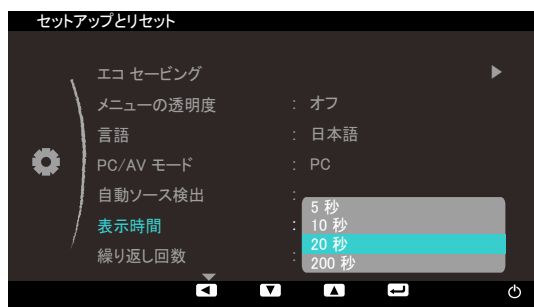 セットアップとリセット
エコ セービング
メニューの透明度 : オフ
言語 : 日本語
PC/AV モード : PC
自動ソース検出 :
5 秒
表示時間 : 10 秒
20 秒
繰り返し回数 : 200 秒